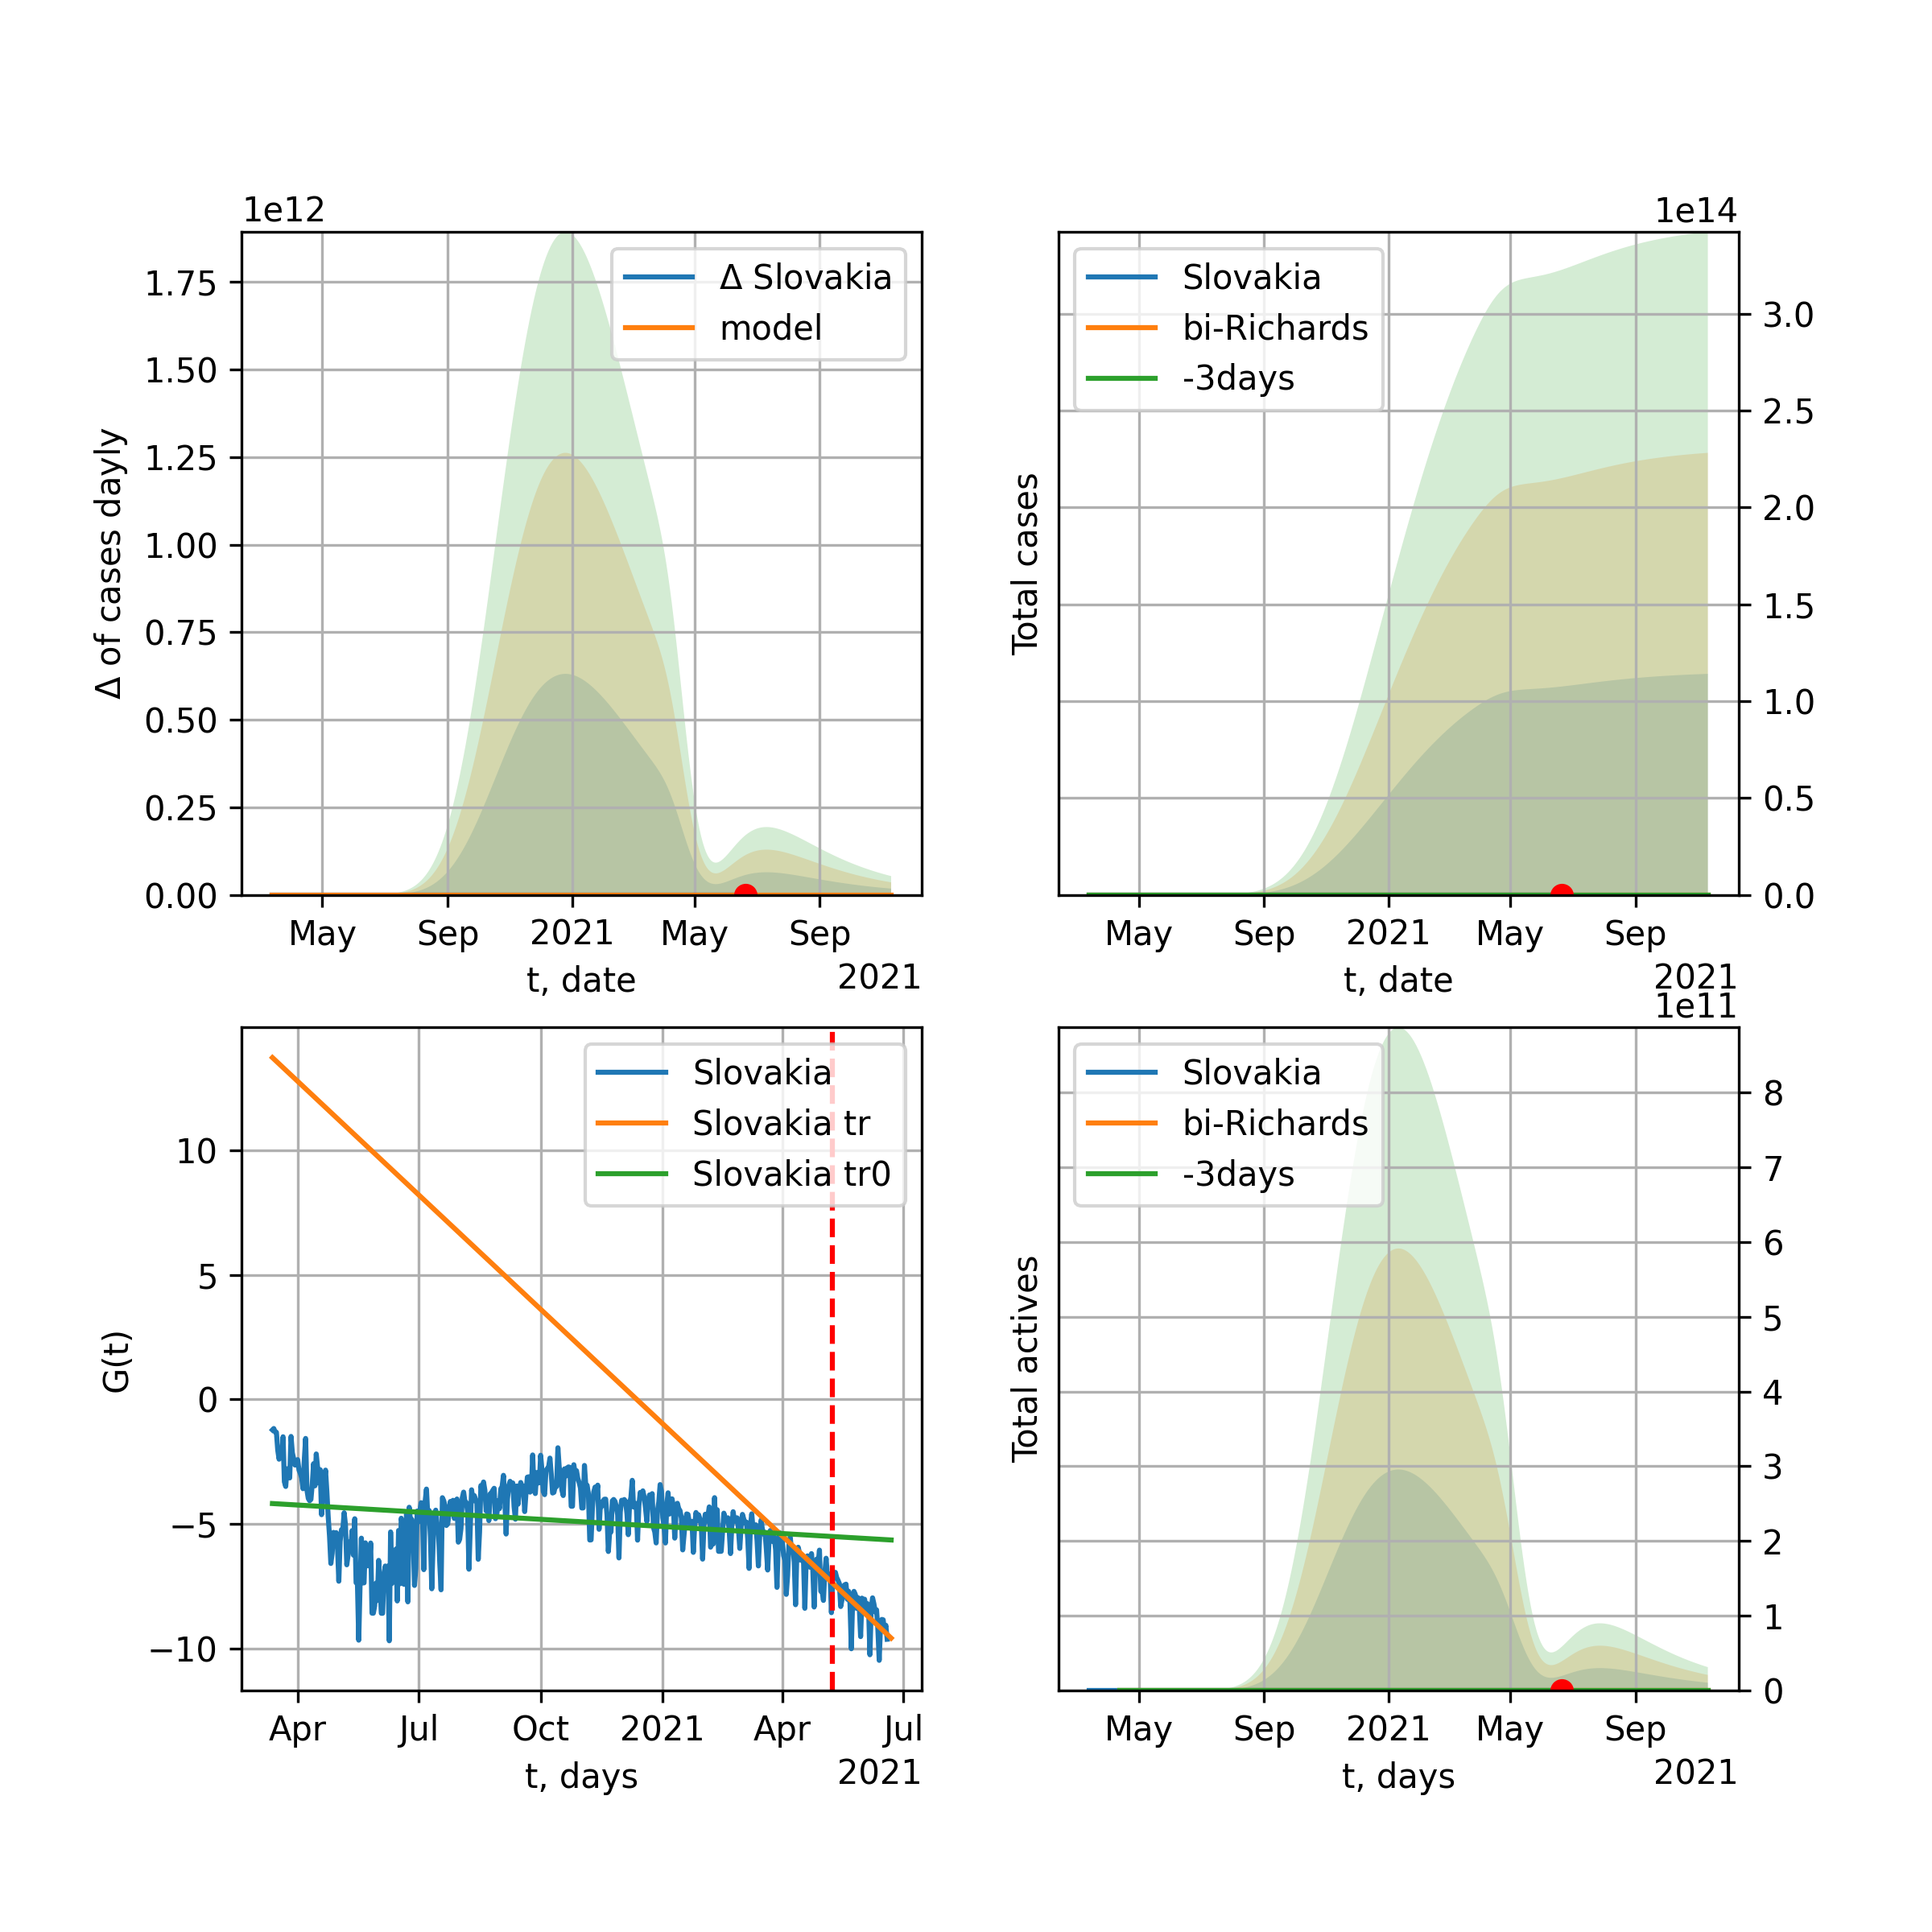 1e12
Δ of cases dayly
1.75
1.50
1.25
1.00
0.75
0.50
0.25
0.00
Δ Slovakia
model
May Sep 2021 May Sep
t, date
2021
1e14
Total cases
Slovakia
bi-Richards
-3days
3.0
2.5
2.0
1.5
1.0
0.5
0.0
May Sep 2021 May Sep
t, date
2021
G(t)
10
5
0
−5
−10
Slovakia
Slovakia tr
Slovakia tr0
Apr Jul Oct 2021 Apr Jul
t, days
2021
1e11
Total actives
Slovakia
bi-Richards
-3days
8
7
6
5
4
3
2
1
0
May Sep 2021 May Sep
t, days
2021